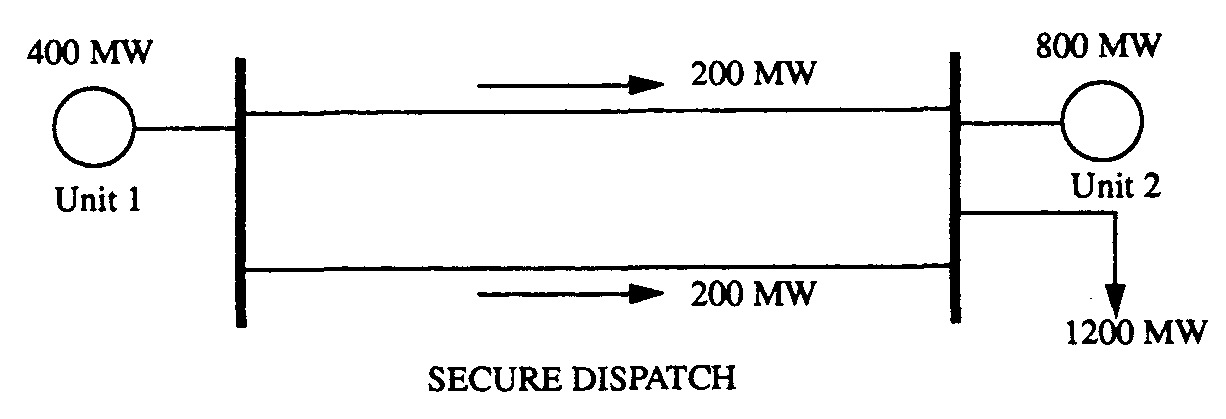 400 MW
200 MW
800 MW
Unit 1
Unit 2
200 MW
1200 MW
SECURE DISPATCH